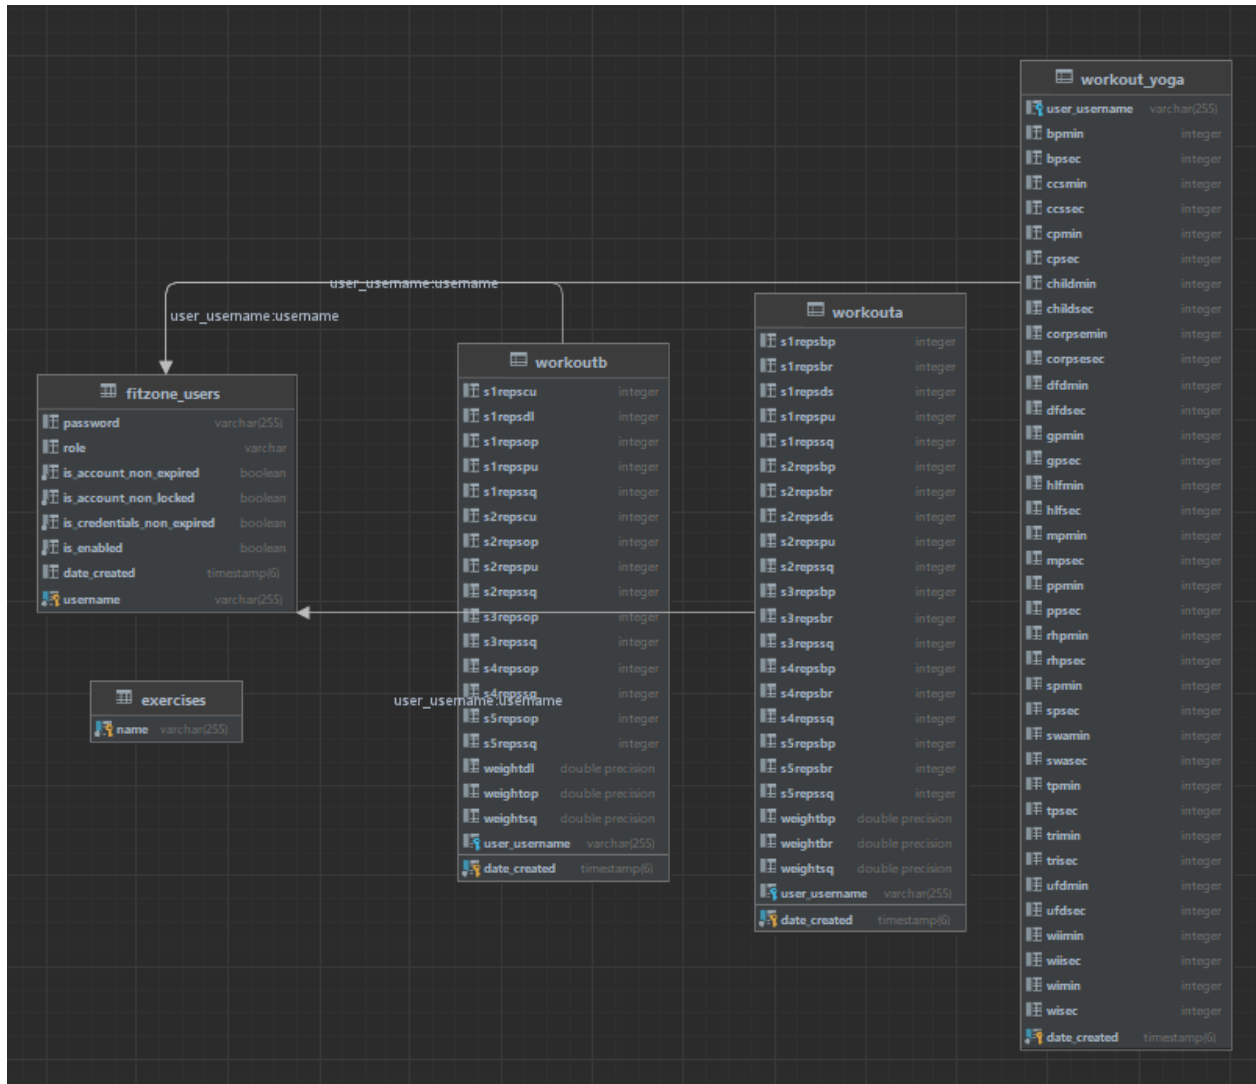 workout_yoga
user_username varchar(255)
bpmin integer
bpsec integer
ccsmin integer
ccssec integer
cpmin integer
cpsec integer
childmin integer
childsec integer
corpsemin integer
corpsesec integer
dfdmin integer
dfdsec integer
gpmin integer
gpsec integer
hlfmin integer
hlfsec integer
mpmin integer
mpsec integer
ppmin integer
ppsec integer
rhpmin integer
rhpsec integer
spmin integer
spsec integer
swamin integer
swasec integer
tpmin integer
tpsec integer
trimin integer
trisec integer
ufdmin integer
ufdsec integer
wiimin integer
wiisec integer
wimin integer
wisec integer
date_created timestamp(6)
user_username:username
user_username:username
workouta
s1repsbp integer
s1repsbr integer
s1repsds integer
s1repspu integer
s1repssq integer
s2repsbp integer
s2repsbr integer
s2repsds integer
s2repspu integer
s2repssq integer
s3repsbp integer
s3repsbr integer
s3repssq integer
s4repsbp integer
s4repsbr integer
s4repssq integer
s5repsbp integer
s5repsbr integer
s5repssq integer
weightbp double precision
weightbr double precision
weightsq double precision
user_username varchar(255)
date_created timestamp(6)
workoutb
s1repscu integer
s1repsdl integer
s1repsop integer
s1repspu integer
s1repssq integer
s2repscu integer
s2repsop integer
s2repspu integer
s2repssq integer
s3repsop integer
s3repssq integer
s4repsop integer
s4repssq integer
s5repsop integer
s5repssq integer
weightdl double precision
weightop double precision
weightsq double precision
user_username varchar(255)
date_created timestamp(6)
user_username:username
fitzone_users
password varchar(255)
role varchar
is_account_non_expired boolean
is_account_non_locked boolean
is_credentials_non_expired boolean
is_enabled boolean
date_created timestamp(6)
username varchar(255)
exercises
name varchar(255)